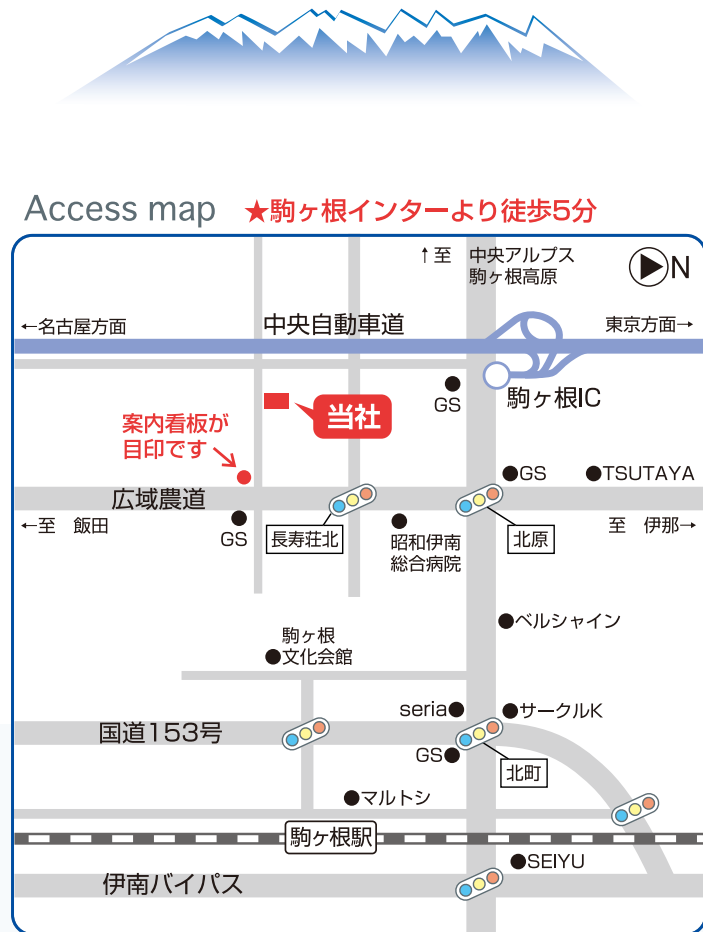 Access map ★駒ヶ根インターより徒歩5分
↑至 中央アルプス
駒ヶ根高原
N
←名古屋方面
中央自動車道
東京方面→
駒ヶ根IC
GS
当社
案内看板が
目印です
GS
TSUTAYA
広域農道
←至 飯田
GS
長寿荘北
昭和伊南
総合病院
北原
至 伊那→
ベルシャイン
駒ヶ根
文化会館
seria
サークルK
国道153号
GS
北町
マルトシ
駒ヶ根駅
SEIYU
伊南バイパス